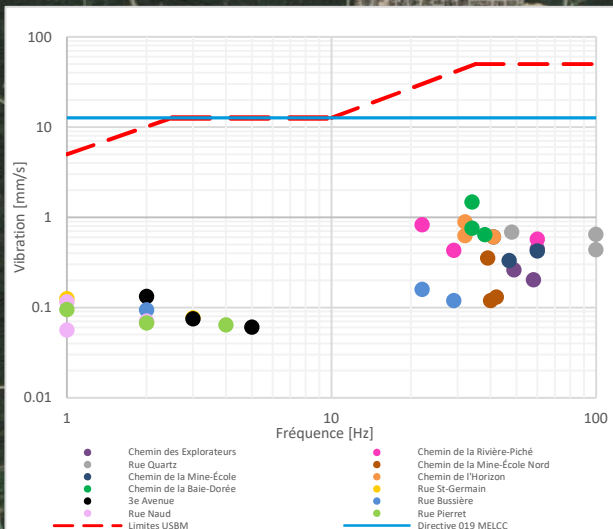 100
10
1
0.1
0.01
Vibration [mm/s]
1 10 100
Fréquence [Hz]
Chemin des Explorateurs Chemin de la Rivière-Piché
Rue Quartz Chemin de la Mine-École Nord
Chemin de la Mine-École Chemin de l'Horizon
Chemin de la Baie-Dorée Rue St-Germain
3e Avenue Rue Bussière
Rue Naud Rue Pierret
Limites USBM Directive 019 MELCC